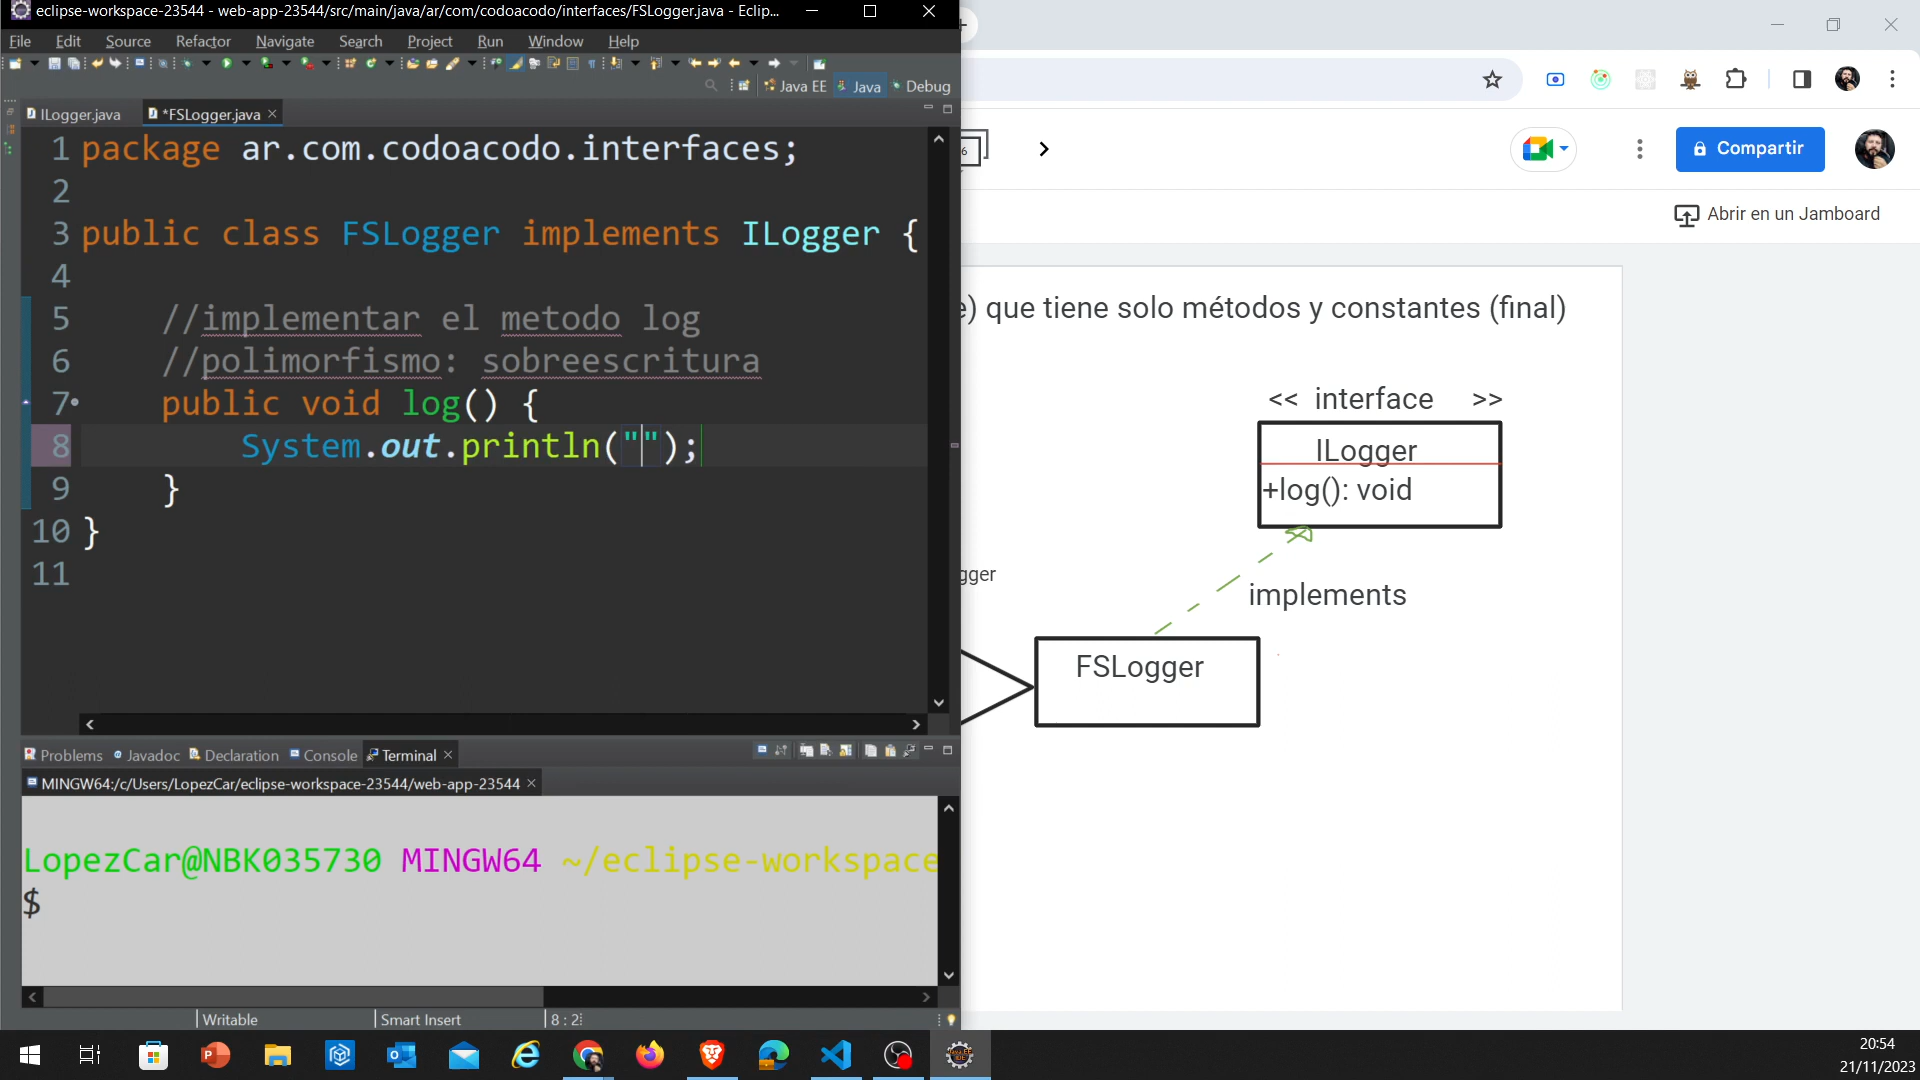 eclipse-workspace-23544 - web-app-23544/src/main/java/ar/com/codoacodo/interfaces/FSLogger.java - Eclip...
File Edit Source Refactor Navigate Search Project Run Window Help
Java EE Java Debug
ILogger.java *FSLogger.java
1 package ar.com.codoacodo.interfaces;
2
3 public class FSLogger implements ILogger {
4
5 //implementar el metodo log
6 //polimorfismo: sobreescritura
7 public void log() {
8 System.out.println("");
9 }
10 }
11
Problems Javadoc Declaration Console Terminal
MINGW64:/c/Users/LopezCar/eclipse-workspace-23544/web-app-23544
LopezCar@NBK035730 MINGW64 ~/eclipse-workspace
$
Writable Smart Insert 8 : 2
6
Compartir
Abrir en un Jamboard
e) que tiene solo métodos y constantes (final)
<< interface >>
ILogger
+log(): void
gger
implements
FSLogger
20:54
21/11/2023